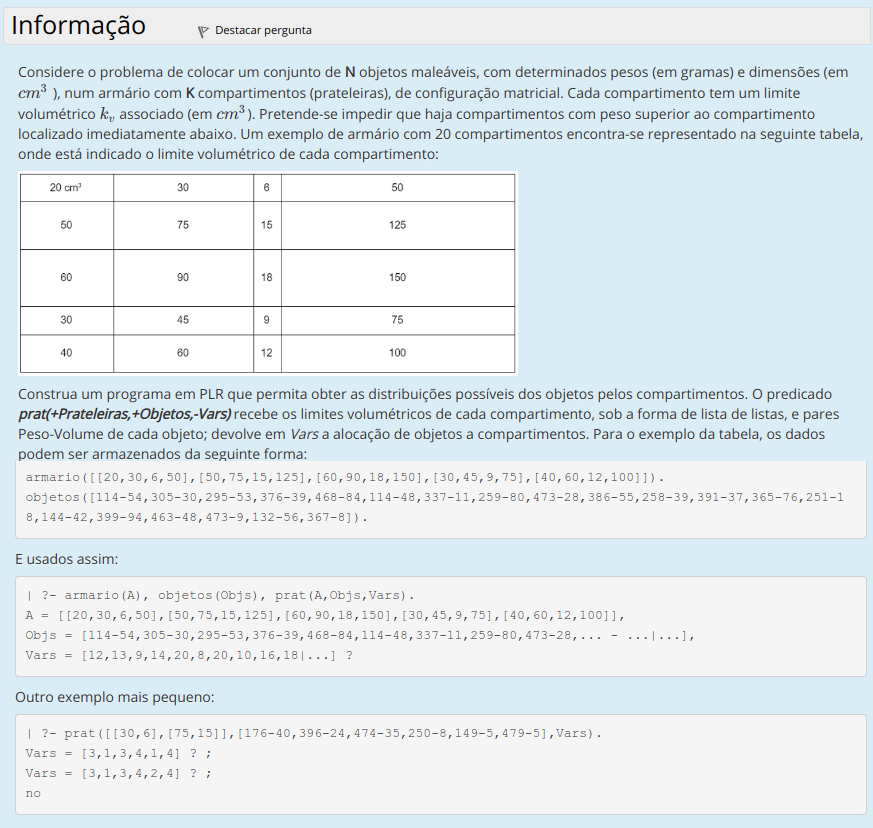 Informação
Destacar pergunta
Considere o problema de colocar um conjunto de N objetos maleáveis, com determinados pesos (em gramas) e dimensões (em
cm³ ), num armário com K compartimentos (prateleiras), de configuração matricial. Cada compartimento tem um limite
volumétrico kᵥ associado (em cm³). Pretende-se impedir que haja compartimentos com peso superior ao compartimento
localizado imediatamente abaixo. Um exemplo de armário com 20 compartimentos encontra-se representado na seguinte tabela,
onde está indicado o limite volumétrico de cada compartimento:
20 cm³ 30 6 50
50 75 15 125
60 90 18 150
30 45 9 75
40 60 12 100
Construa um programa em PLR que permita obter as distribuições possíveis dos objetos pelos compartimentos. O predicado
prat(+Prateleiras,+Objetos,-Vars) recebe os limites volumétricos de cada compartimento, sob a forma de lista de listas, e pares
Peso-Volume de cada objeto; devolve em Vars a alocação de objetos a compartimentos. Para o exemplo da tabela, os dados
podem ser armazenados da seguinte forma:
armario([[20,30,6,50],[50,75,15,125],[60,90,18,150],[30,45,9,75],[40,60,12,100]]).
objetos([114-54,305-30,295-53,376-39,468-84,114-48,337-11,259-80,473-28,386-55,258-39,391-37,365-76,251-1
8,144-42,399-94,463-48,473-9,132-56,367-8]).
E usados assim:
| ?- armario(A), objetos(Objs), prat(A,Objs,Vars).
A = [[20,30,6,50],[50,75,15,125],[60,90,18,150],[30,45,9,75],[40,60,12,100]],
Objs = [114-54,305-30,295-53,376-39,468-84,114-48,337-11,259-80,473-28,... - ...|...],
Vars = [12,13,9,14,20,8,20,10,16,18|...] ?
Outro exemplo mais pequeno:
| ?- prat([[30,6],[75,15]],[176-40,396-24,474-35,250-8,149-5,479-5],Vars).
Vars = [3,1,3,4,1,4] ? ;
Vars = [3,1,3,4,2,4] ? ;
no